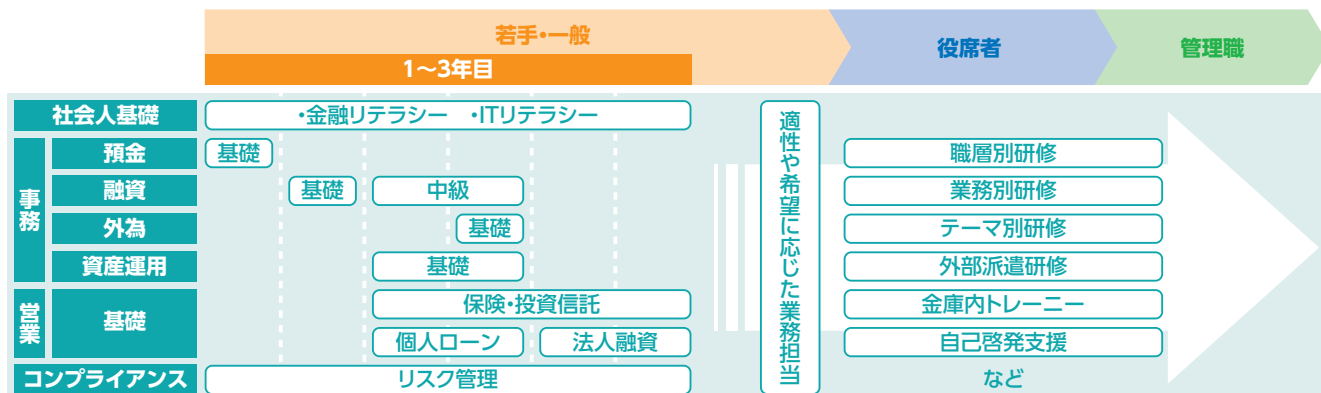 若手・一般
役席者
管理職
1〜3年目
社会人基礎
・金融リテラシー ・ITリテラシー
事務
預金
基礎
融資
基礎
中級
外為
基礎
資産運用
基礎
営業
基礎
保険・投資信託
個人ローン
法人融資
コンプライアンス
リスク管理
適性や希望に応じた業務担当
職層別研修
業務別研修
テーマ別研修
外部派遣研修
金庫内トレーニー
自己啓発支援
など